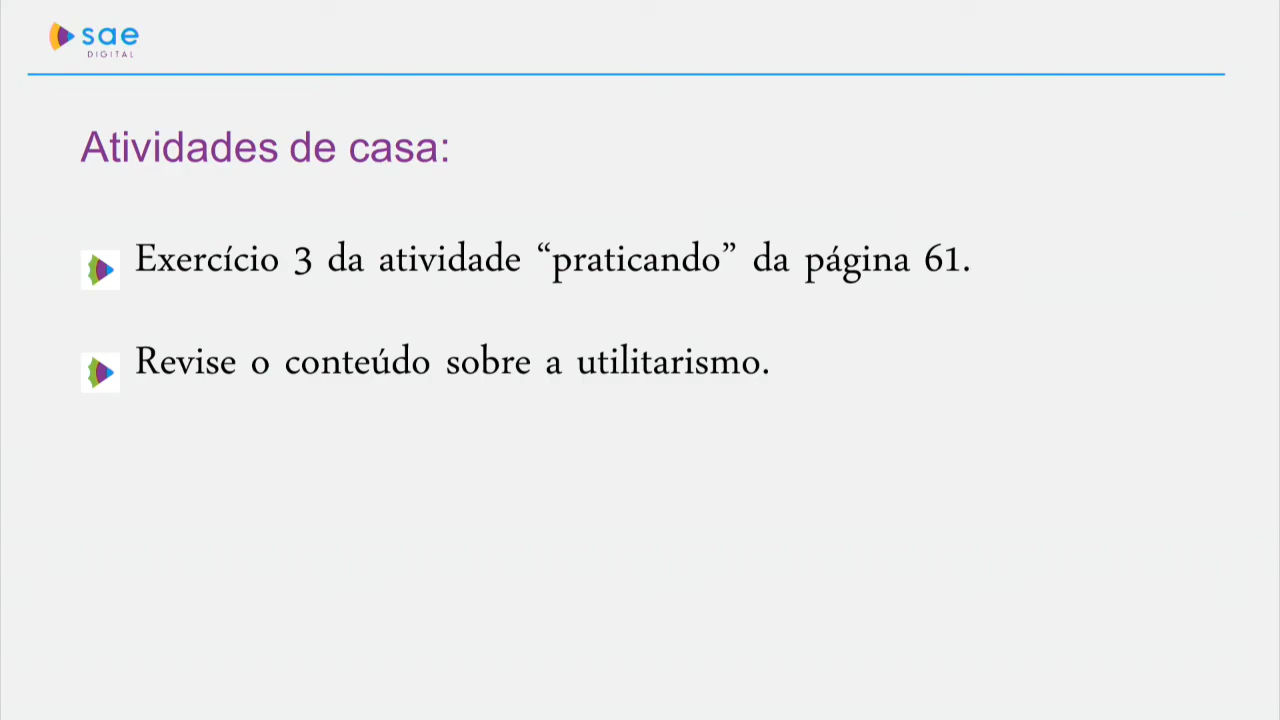 sae
DIGITAL
Atividades de casa:
Exercício 3 da atividade “praticando” da página 61.
Revise o conteúdo sobre a utilitarismo.